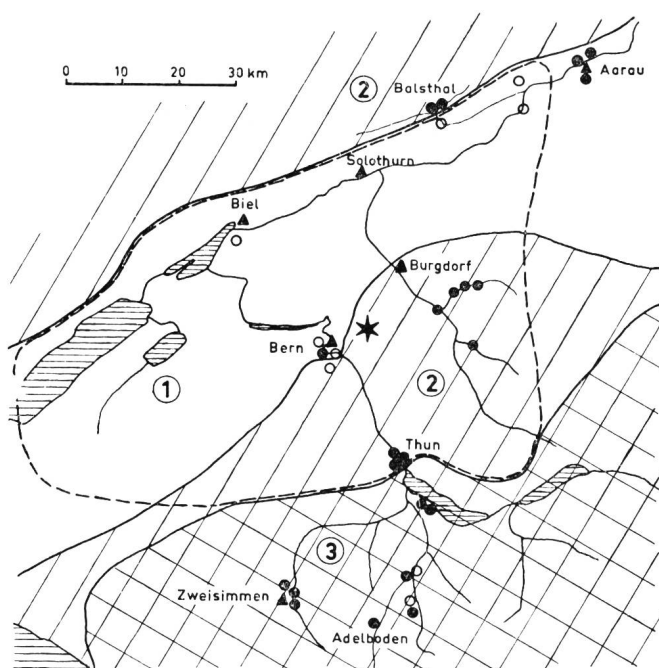 0 10 20 30 km
②
Balsthal
Aarau
Solothurn
Biel
Burgdorf
Bern
①
②
Thun
③
Zweisimmen
Adelboden